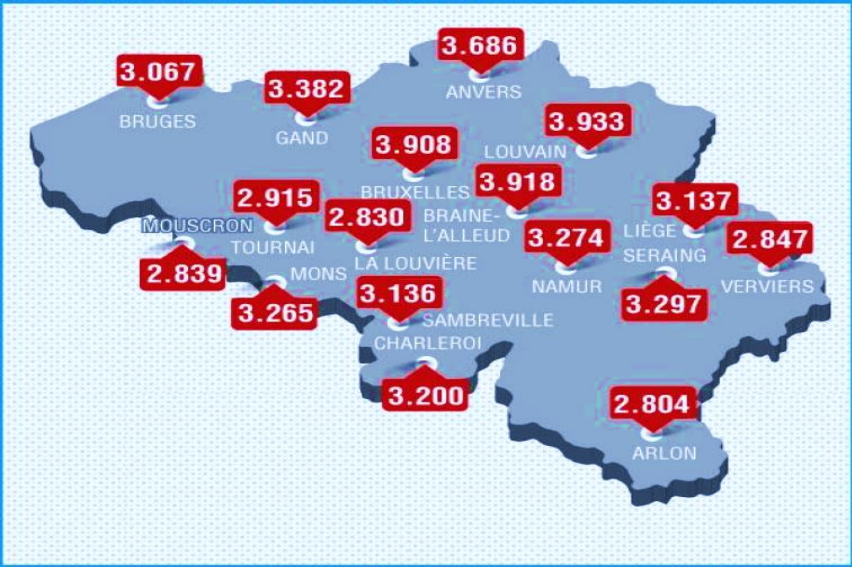 3.686
ANVERS
3.067
BRUGES
3.382
GAND
3.933
LOUVAIN
3.908
BRUXELLES
3.918
BRAINE-
L'ALLEUD
2.915
TOURNAI
2.830
LA LOUVIÈRE
3.137
LIÈGE
MOUSCRON
2.839
3.274
NAMUR
SERAING
3.297
2.847
VERVIERS
MONS
3.265
3.136
SAMBREVILLE
CHARLEROI
3.200
2.804
ARLON